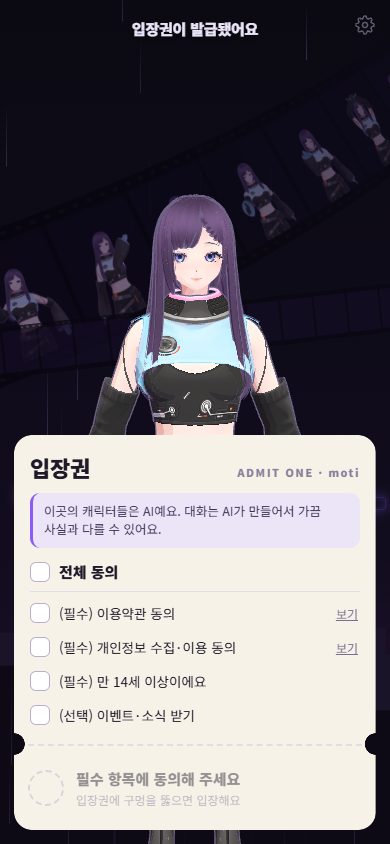 입장권이 발급됐어요
입장권
ADMIT ONE · moti
이곳의 캐릭터들은 AI예요. 대화는 AI가 만들어서 가끔
사실과 다를 수 있어요.
전체 동의
(필수) 이용약관 동의
보기
(필수) 개인정보 수집·이용 동의
보기
(필수) 만 14세 이상이에요
(선택) 이벤트·소식 받기
필수 항목에 동의해 주세요
입장권에 구멍을 뚫으면 입장해요